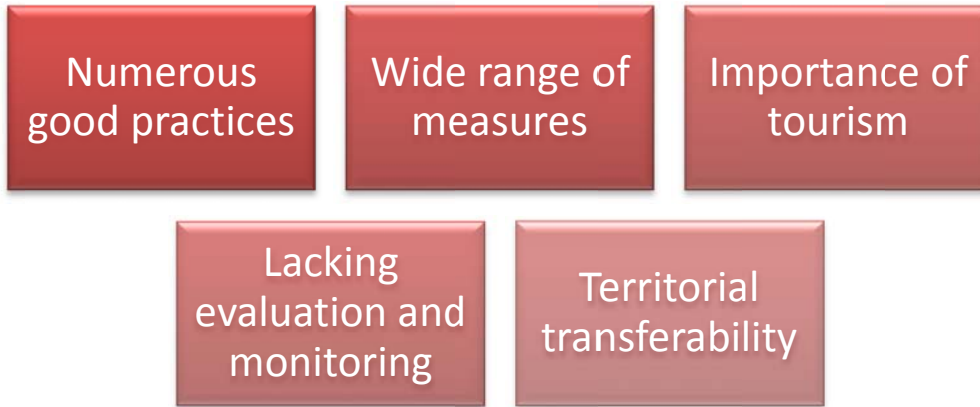 Numerous
good practices
Wide range of
measures
Importance of
tourism
Lacking
evaluation and
monitoring
Territorial
transferability